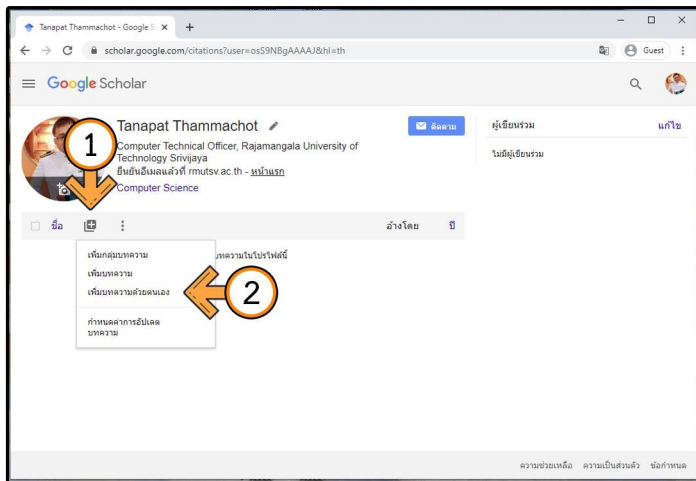 Tanapat Thammachot - Google S
scholar.google.com/citations?user=osS9NBgAAAAJ&hl=th
Guest
Google Scholar
Tanapat Thammachot
ติดตาม
Computer Technical Officer, Rajamangala University of
Technology Srivijaya
ยืนยันอีเมลแล้วที่ rmutsv.ac.th - หน้าแรก
Computer Science
ผู้เขียนร่วม แก้ไข
ไม่มีผู้เขียนร่วม
1
ชื่อ อ้างโดย ปี
บทความในโปรไฟล์นี้
เพิ่มกลุ่มบทความ
เพิ่มบทความ
เพิ่มบทความด้วยตนเอง
2
กำหนดค่าการอัปเดต
บทความ
ความช่วยเหลือ ความเป็นส่วนตัว ข้อกำหนด